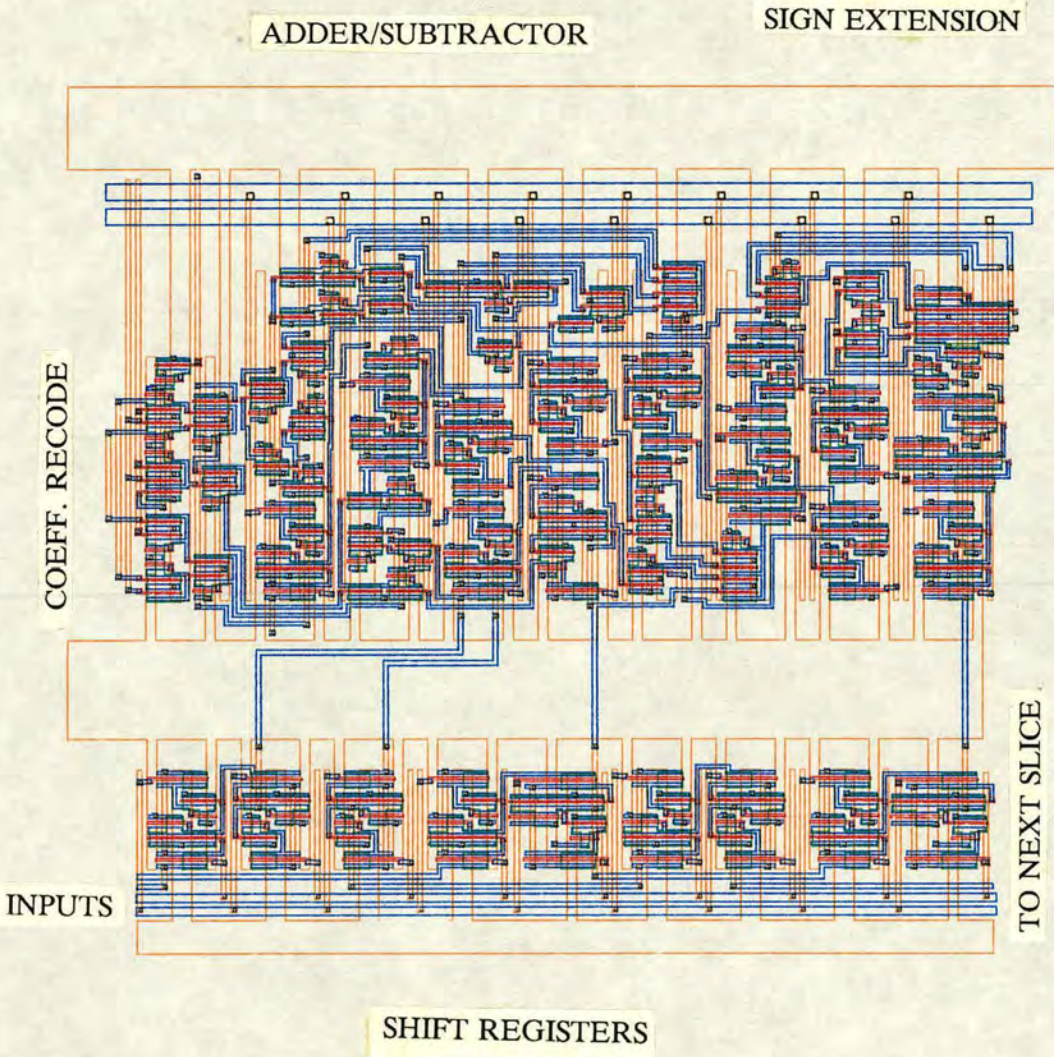 ADDER/SUBTRACTOR
SIGN EXTENSION
COEFF. RECODE
TO NEXT SLICE
INPUTS
SHIFT REGISTERS